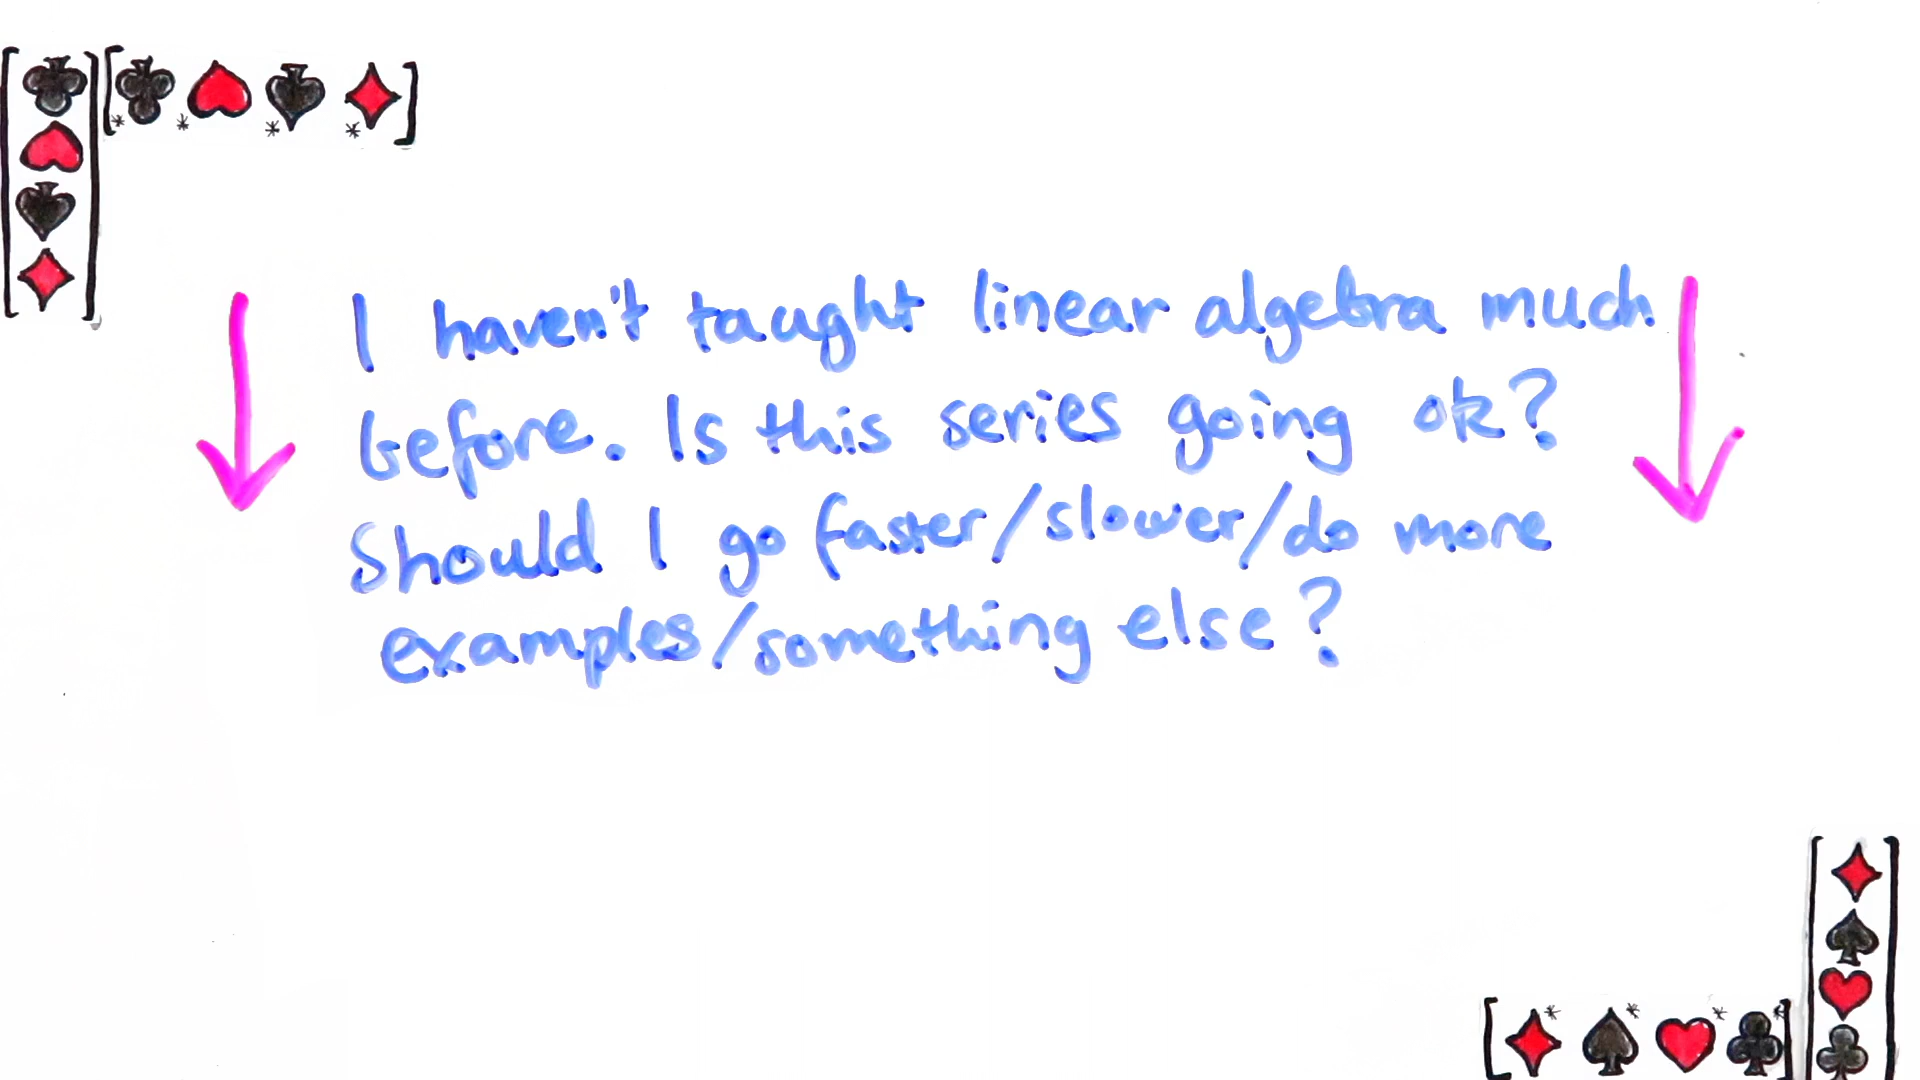 I haven't taught linear algebra much
before. Is this series going ok?
Should I go faster/slower/do more
examples/something else?